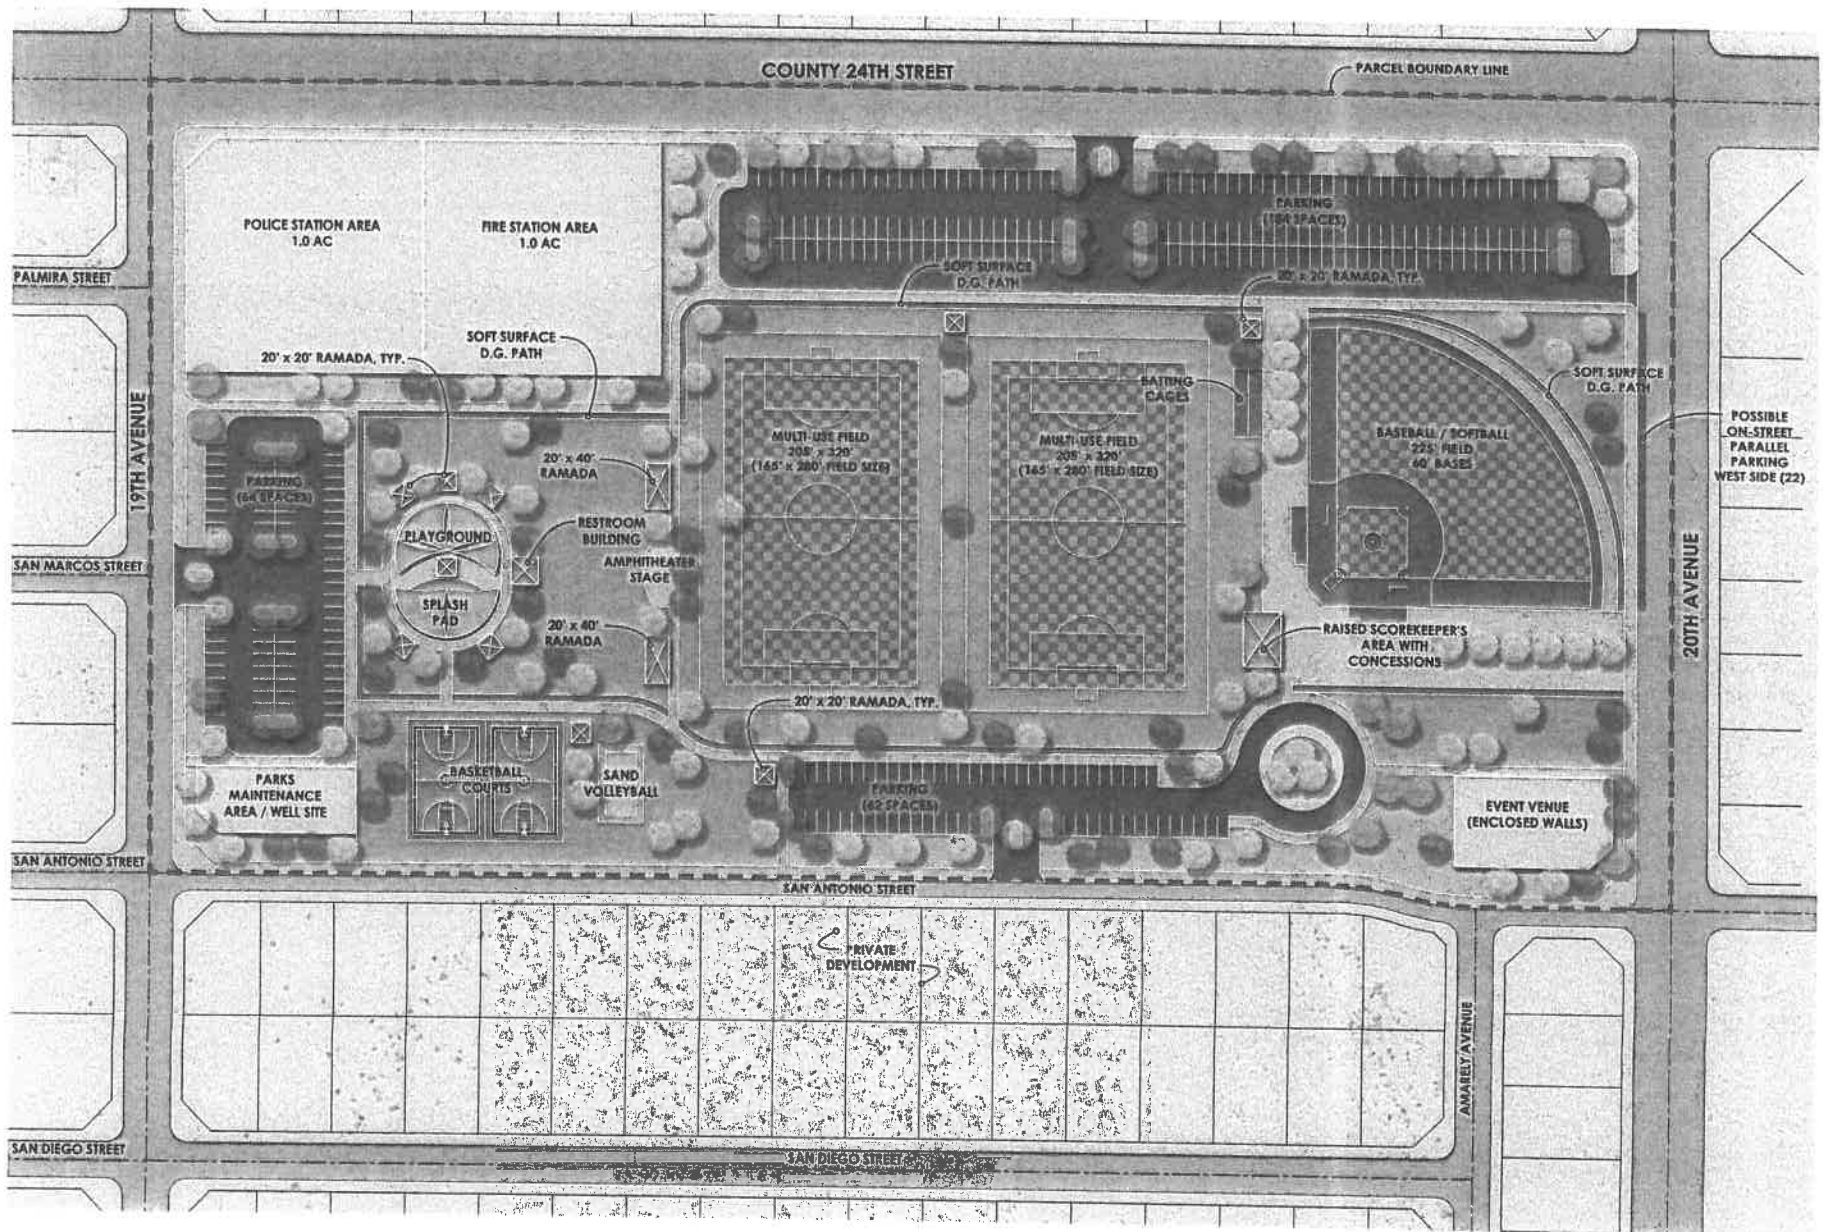 COUNTY 24TH STREET
PARCEL BOUNDARY LINE
POLICE STATION AREA
1.0 AC
FIRE STATION AREA
1.0 AC
PARKING
(184 SPACES)
PALMIRA STREET
SOFT SURFACE
D.G. PATH
20' x 20' RAMADA, TYP.
SOFT SURFACE
D.G. PATH
20' x 20' RAMADA, TYP.
SOFT SURFACE
D.G. PATH
BATTING
CAGES
19TH AVENUE
POSSIBLE
ON-STREET
PARALLEL
PARKING
WEST SIDE (22)
MULTI-USE FIELD
205' x 320'
(165' x 280' FIELD SIZE)
MULTI-USE FIELD
205' x 320'
(165' x 280' FIELD SIZE)
BASEBALL / SOFTBALL
225' FIELD
60' BASES
20' x 40'
RAMADA
PARKING
(64 SPACES)
RESTROOM
BUILDING
PLAYGROUND
AMPHITHEATER
STAGE
SAN MARCOS STREET
SPLASH
PAD
20' x 40'
RAMADA
20TH AVENUE
RAISED SCOREKEEPER'S
AREA WITH
CONCESSIONS
20' x 20' RAMADA, TYP.
PARKS
MAINTENANCE
AREA / WELL SITE
BASKETBALL
COURTS
SAND
VOLLEYBALL
PARKING
(62 SPACES)
EVENT VENUE
(ENCLOSED WALLS)
SAN ANTONIO STREET
SAN ANTONIO STREET
PRIVATE
DEVELOPMENT
AMARELY AVENUE
SAN DIEGO STREET
SAN DIEGO STREET